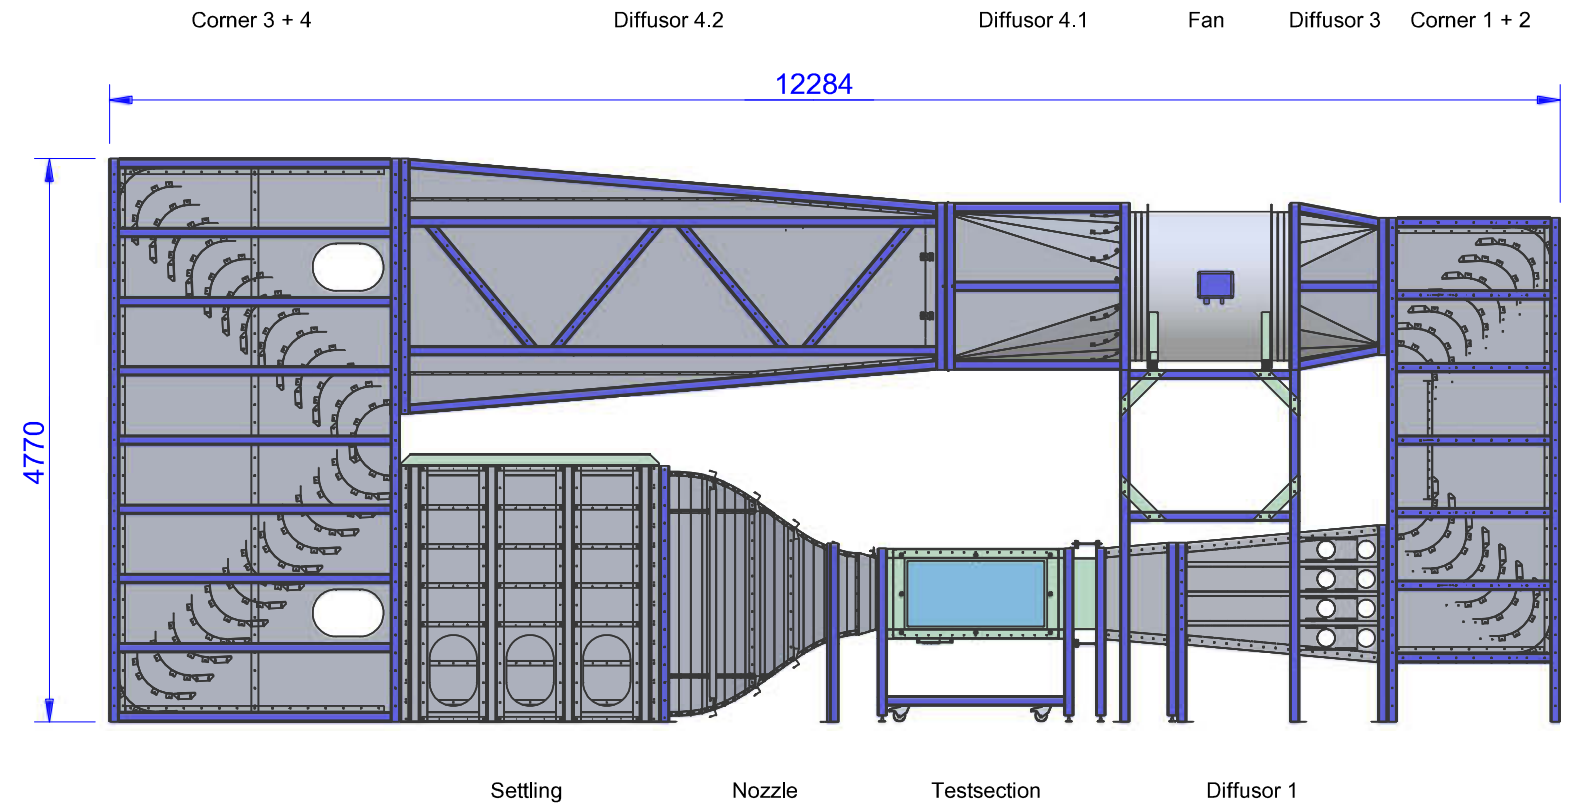 Corner 3 + 4 Diffusor 4.2 Diffusor 4.1 Fan Diffusor 3 Corner 1 + 2
12284
4770
Settling Nozzle Testsection Diffusor 1